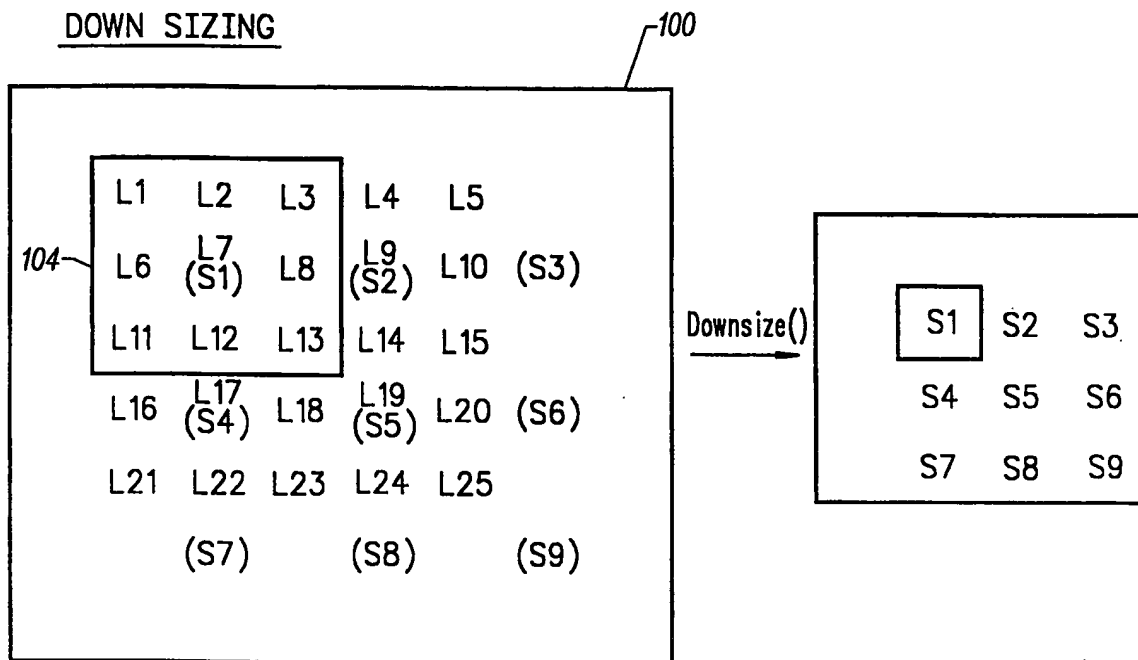 DOWN SIZING
100
L1 L2 L3 L4 L5
104
L6 L7 L8 L9 L10 (S3)
(S1) (S2)
L11 L12 L13 L14 L15
L16 L17 L18 L19 L20 (S6)
(S4) (S5)
L21 L22 L23 L24 L25
(S7) (S8) (S9)
Downsize()
S1 S2 S3
S4 S5 S6
S7 S8 S9